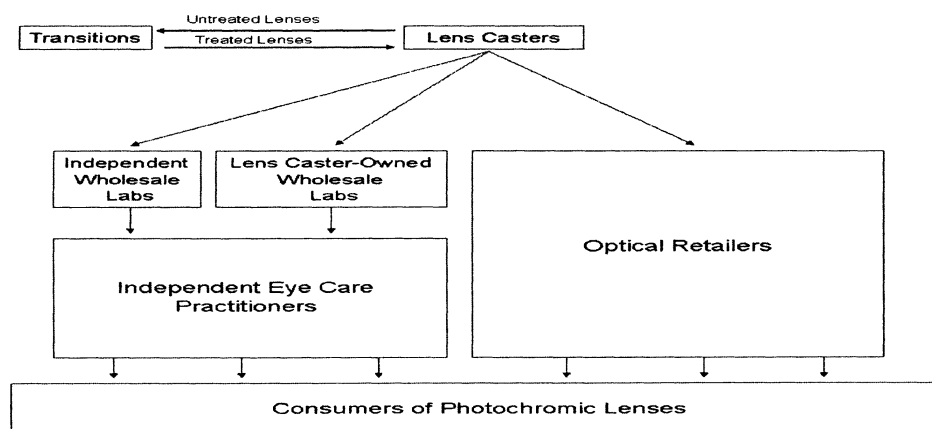 Untreated Lenses
Transitions
Treated Lenses
Lens Casters
Independent
Wholesale
Labs
Lens Caster-Owned
Wholesale
Labs
Optical Retailers
Independent Eye Care
Practitioners
Consumers of Photochromic Lenses